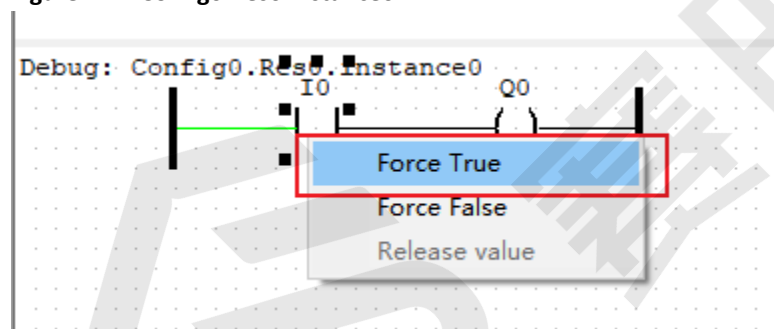 Debug: Config0.Res0.Instance0
I0
Q0
Force True
Force False
Release value